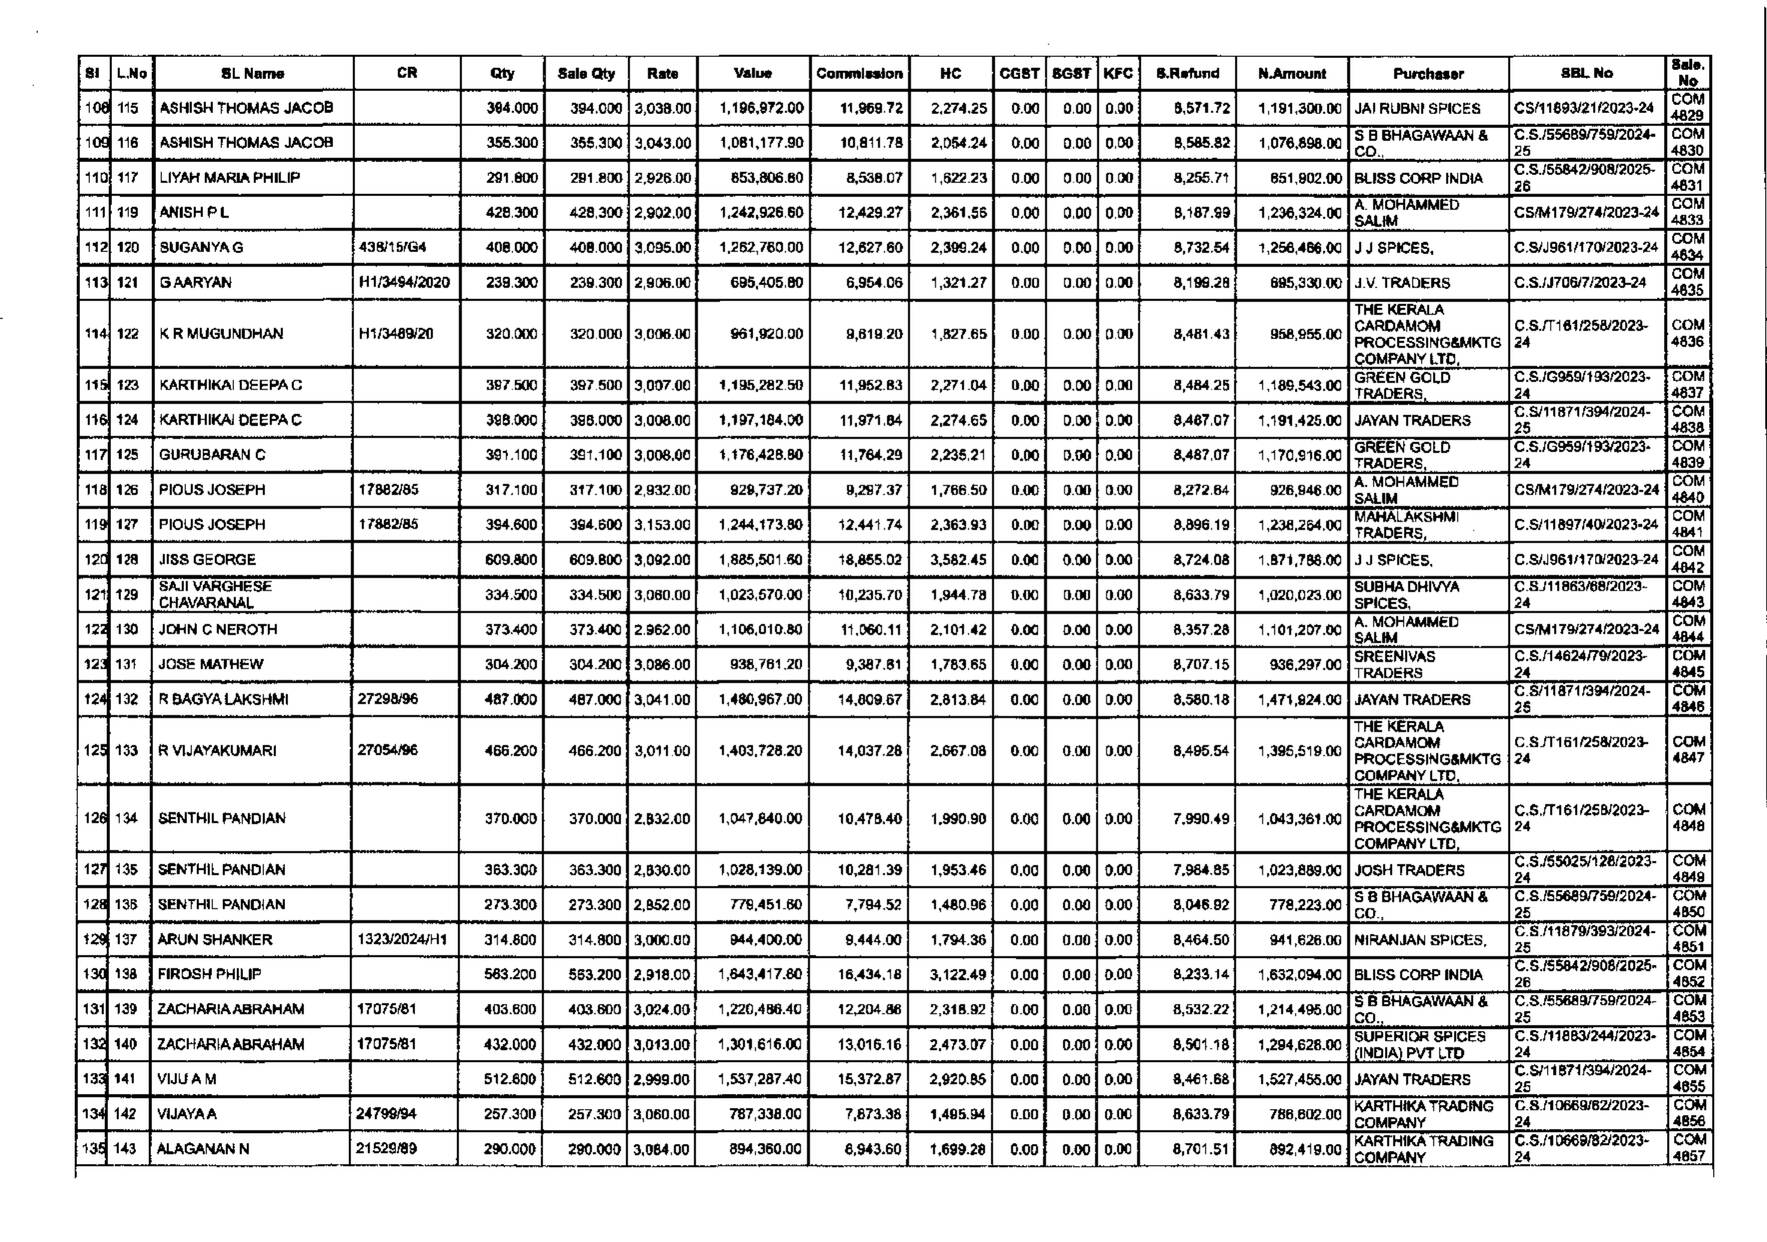 Sl L.No SL Name CR Qty Sale Qty Rate Value Commission HC CGST SGST KFC S.Refund N.Amount Purchaser SBL No Sale. No
108 115 ASHISH THOMAS JACOB 394.000 394.000 3,038.00 1,196,972.00 11,969.72 2,274.25 0.00 0.00 0.00 8,571.72 1,191,300.00 JAI RUBNI SPICES CS/11893/21/2023-24 COM 4829
109 116 ASHISH THOMAS JACOB 355.300 355.300 3,043.00 1,081,177.90 10,811.78 2,054.24 0.00 0.00 0.00 8,585.82 1,076,898.00 S B BHAGAWAAN & CO., C.S./55689/759/2024-25 COM 4830
110 117 LIYAH MARIA PHILIP 291.800 291.800 2,926.00 853,806.80 8,538.07 1,622.23 0.00 0.00 0.00 8,255.71 851,902.00 BLISS CORP INDIA C.S./55842/908/2025-26 COM 4831
111 119 ANISH P L 428.300 428.300 2,902.00 1,242,926.60 12,429.27 2,361.56 0.00 0.00 0.00 8,187.99 1,236,324.00 A. MOHAMMED SALIM CS/M179/274/2023-24 COM 4833
112 120 SUGANYA G 438/15/G4 408.000 408.000 3,095.00 1,262,760.00 12,627.60 2,399.24 0.00 0.00 0.00 8,732.54 1,256,466.00 J J SPICES, C.S/J961/170/2023-24 COM 4834
113 121 G AARYAN H1/3494/2020 239.300 239.300 2,906.00 695,405.80 6,954.06 1,321.27 0.00 0.00 0.00 8,199.28 695,330.00 J.V. TRADERS C.S./J706/7/2023-24 COM 4835
114 122 K R MUGUNDHAN H1/3489/20 320.000 320.000 3,006.00 961,920.00 9,619.20 1,827.65 0.00 0.00 0.00 8,481.43 958,955.00 THE KERALA CARDAMOM PROCESSING&MKTG COMPANY LTD, C.S./T161/258/2023-24 COM 4836
115 123 KARTHIKAI DEEPA C 397.500 397.500 3,007.00 1,195,282.50 11,952.83 2,271.04 0.00 0.00 0.00 8,484.25 1,189,543.00 GREEN GOLD TRADERS, C.S./G959/193/2023-24 COM 4837
116 124 KARTHIKAI DEEPA C 398.000 398.000 3,008.00 1,197,184.00 11,971.84 2,274.65 0.00 0.00 0.00 8,487.07 1,191,425.00 JAYAN TRADERS C.S/11871/394/2024-25 COM 4838
117 125 GURUBARAN C 391.100 391.100 3,008.00 1,176,428.80 11,764.29 2,235.21 0.00 0.00 0.00 8,487.07 1,170,916.00 GREEN GOLD TRADERS, C.S./G959/193/2023-24 COM 4839
118 126 PIOUS JOSEPH 17882/85 317.100 317.100 2,932.00 929,737.20 9,297.37 1,766.50 0.00 0.00 0.00 8,272.64 926,946.00 A. MOHAMMED SALIM CS/M179/274/2023-24 COM 4840
119 127 PIOUS JOSEPH 17882/85 394.600 394.600 3,153.00 1,244,173.80 12,441.74 2,363.93 0.00 0.00 0.00 8,896.19 1,238,264.00 MAHALAKSHMI TRADERS, C.S/11897/40/2023-24 COM 4841
120 128 JISS GEORGE 609.800 609.800 3,092.00 1,885,501.60 18,855.02 3,582.45 0.00 0.00 0.00 8,724.08 1,871,788.00 J J SPICES, C.S/J961/170/2023-24 COM 4842
121 129 SAJI VARGHESE CHAVARANAL 334.500 334.500 3,060.00 1,023,570.00 10,235.70 1,944.78 0.00 0.00 0.00 8,633.79 1,020,023.00 SUBHA DHIVYA SPICES, C.S./11863/68/2023-24 COM 4843
122 130 JOHN C NEROTH 373.400 373.400 2,962.00 1,106,010.80 11,060.11 2,101.42 0.00 0.00 0.00 8,357.28 1,101,207.00 A. MOHAMMED SALIM CS/M179/274/2023-24 COM 4844
123 131 JOSE MATHEW 304.200 304.200 3,086.00 938,761.20 9,387.61 1,783.65 0.00 0.00 0.00 8,707.15 936,297.00 SREENIVAS TRADERS C.S./14624/79/2023-24 COM 4845
124 132 R BAGYA LAKSHMI 27298/96 487.000 487.000 3,041.00 1,480,967.00 14,809.67 2,813.84 0.00 0.00 0.00 8,580.18 1,471,924.00 JAYAN TRADERS C.S/11871/394/2024-25 COM 4846
125 133 R VIJAYAKUMARI 27054/96 466.200 466.200 3,011.00 1,403,728.20 14,037.28 2,667.08 0.00 0.00 0.00 8,495.54 1,395,519.00 THE KERALA CARDAMOM PROCESSING&MKTG COMPANY LTD, C.S./T161/258/2023-24 COM 4847
126 134 SENTHIL PANDIAN 370.000 370.000 2,832.00 1,047,840.00 10,478.40 1,990.90 0.00 0.00 0.00 7,990.49 1,043,361.00 THE KERALA CARDAMOM PROCESSING&MKTG COMPANY LTD, C.S./T161/258/2023-24 COM 4848
127 135 SENTHIL PANDIAN 363.300 363.300 2,830.00 1,028,139.00 10,281.39 1,953.46 0.00 0.00 0.00 7,984.85 1,023,889.00 JOSH TRADERS C.S./55025/128/2023-24 COM 4849
128 136 SENTHIL PANDIAN 273.300 273.300 2,852.00 779,451.60 7,794.52 1,480.96 0.00 0.00 0.00 8,046.92 778,223.00 S B BHAGAWAAN & CO., C.S./55689/759/2024-25 COM 4850
129 137 ARUN SHANKER 1323/2024/H1 314.800 314.800 3,000.00 944,400.00 9,444.00 1,794.36 0.00 0.00 0.00 8,464.50 941,626.00 NIRANJAN SPICES, C.S./11879/393/2024-25 COM 4851
130 138 FIROSH PHILIP 563.200 563.200 2,918.00 1,643,417.60 16,434.18 3,122.49 0.00 0.00 0.00 8,233.14 1,632,094.00 BLISS CORP INDIA C.S./55842/908/2025-26 COM 4852
131 139 ZACHARIA ABRAHAM 17075/81 403.600 403.600 3,024.00 1,220,486.40 12,204.86 2,318.92 0.00 0.00 0.00 8,532.22 1,214,495.00 S B BHAGAWAAN & CO., C.S./55689/759/2024-25 COM 4853
132 140 ZACHARIA ABRAHAM 17075/81 432.000 432.000 3,013.00 1,301,616.00 13,016.16 2,473.07 0.00 0.00 0.00 8,501.18 1,294,628.00 SUPERIOR SPICES (INDIA) PVT LTD C.S./11883/244/2023-24 COM 4854
133 141 VIJU A M 512.600 512.600 2,999.00 1,537,287.40 15,372.87 2,920.85 0.00 0.00 0.00 8,461.68 1,527,455.00 JAYAN TRADERS C.S/11871/394/2024-25 COM 4855
134 142 VIJAYA A 24799/94 257.300 257.300 3,060.00 787,338.00 7,873.38 1,495.94 0.00 0.00 0.00 8,633.79 786,602.00 KARTHIKA TRADING COMPANY C.S./10669/82/2023-24 COM 4856
135 143 ALAGANAN N 21529/89 290.000 290.000 3,084.00 894,360.00 8,943.60 1,699.28 0.00 0.00 0.00 8,701.51 892,419.00 KARTHIKA TRADING COMPANY C.S./10669/82/2023-24 COM 4857